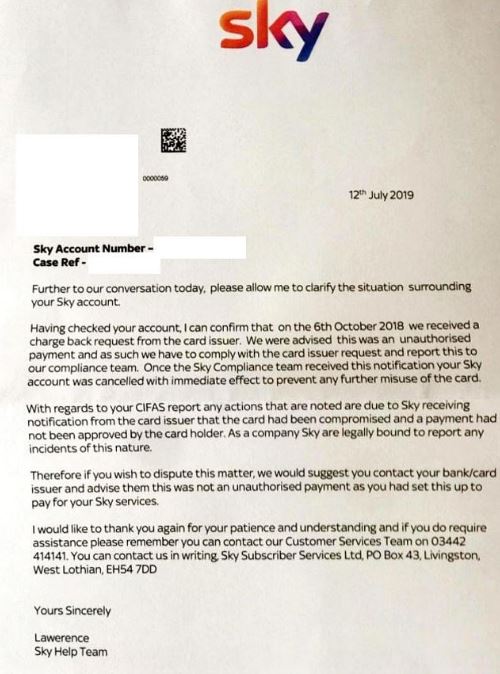 sky
0000059
12th July 2019
Sky Account Number -
Case Ref -
Further to our conversation today, please allow me to clarify the situation surrounding
your Sky account.
Having checked your account, I can confirm that on the 6th October 2018 we received a
charge back request from the card issuer. We were advised this was an unauthorised
payment and as such we have to comply with the card issuer request and report this to
our compliance team. Once the Sky Compliance team received this notification your Sky
account was cancelled with immediate effect to prevent any further misuse of the card.
With regards to your CIFAS report any actions that are noted are due to Sky receiving
notification from the card issuer that the card had been compromised and a payment had
not been approved by the card holder. As a company Sky are legally bound to report any
incidents of this nature.
Therefore if you wish to dispute this matter, we would suggest you contact your bank/card
issuer and advise them this was not an unauthorised payment as you had set this up to
pay for your Sky services.
I would like to thank you again for your patience and understanding and if you do require
assistance please remember you can contact our Customer Services Team on 03442
414141. You can contact us in writing, Sky Subscriber Services Ltd, PO Box 43, Livingston,
West Lothian, EH54 7DD
Yours Sincerely
Lawerence
Sky Help Team